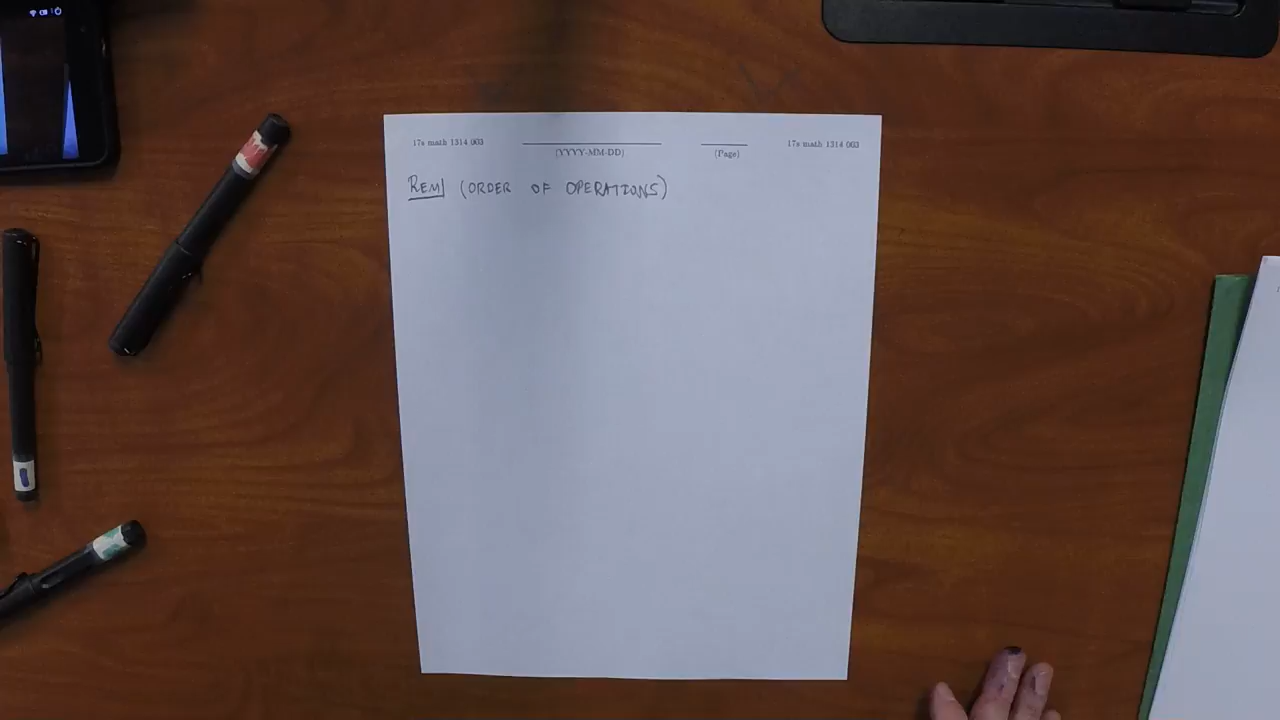 17s math 1314 003 (YYYY-MM-DD) (Page) 17s math 1314 003
REM (ORDER OF OPERATIONS)